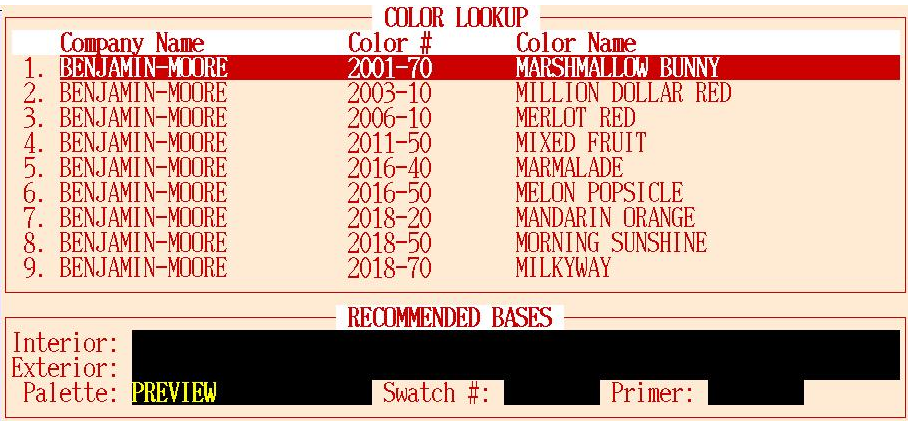 COLOR LOOKUP
Company Name Color # Color Name
1. BENJAMIN-MOORE 2001-70 MARSHMALLOW BUNNY
2. BENJAMIN-MOORE 2003-10 MILLION DOLLAR RED
3. BENJAMIN-MOORE 2006-10 MERLOT RED
4. BENJAMIN-MOORE 2011-50 MIXED FRUIT
5. BENJAMIN-MOORE 2016-40 MARMALADE
6. BENJAMIN-MOORE 2016-50 MELON POPSICLE
7. BENJAMIN-MOORE 2018-20 MANDARIN ORANGE
8. BENJAMIN-MOORE 2018-50 MORNING SUNSHINE
9. BENJAMIN-MOORE 2018-70 MILKYWAY
RECOMMENDED BASES
Interior:
Exterior:
Palette: PREVIEW Swatch #: Primer: